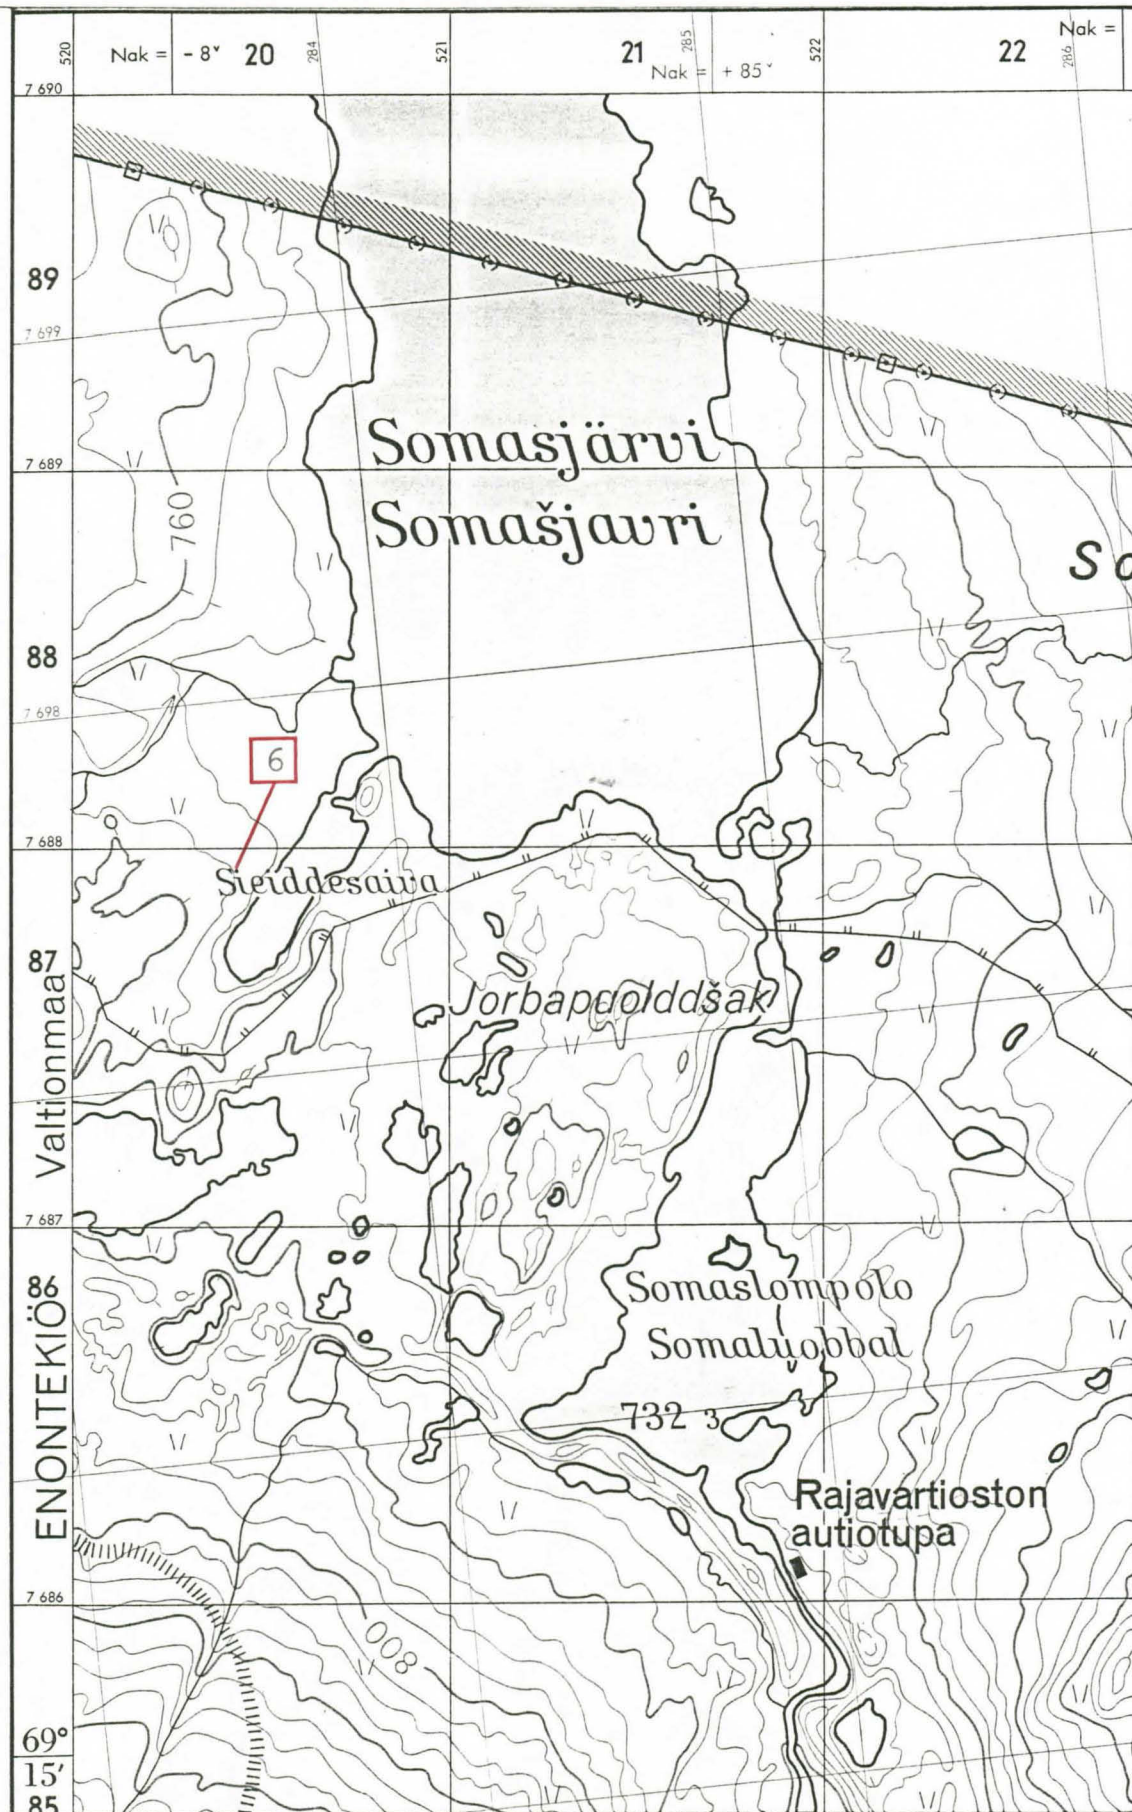 520
Nak = - 8ᵛ
20
284
521
21
285
Nak = + 85ᵛ
522
22
286
Nak =
7 690
89
7 699
Somasjärvi
7 689
Somašjavri
760
So
88
7 698
6
7 688
Sieiddesaiva
87
Jorbapuolddšak
Valtionmaa
7 687
86
Somaslompolo
Somaluobbal
732 3
ENONTEKIÖ
Rajavartioston
autiotupa
7 686
800
69°
15′
85